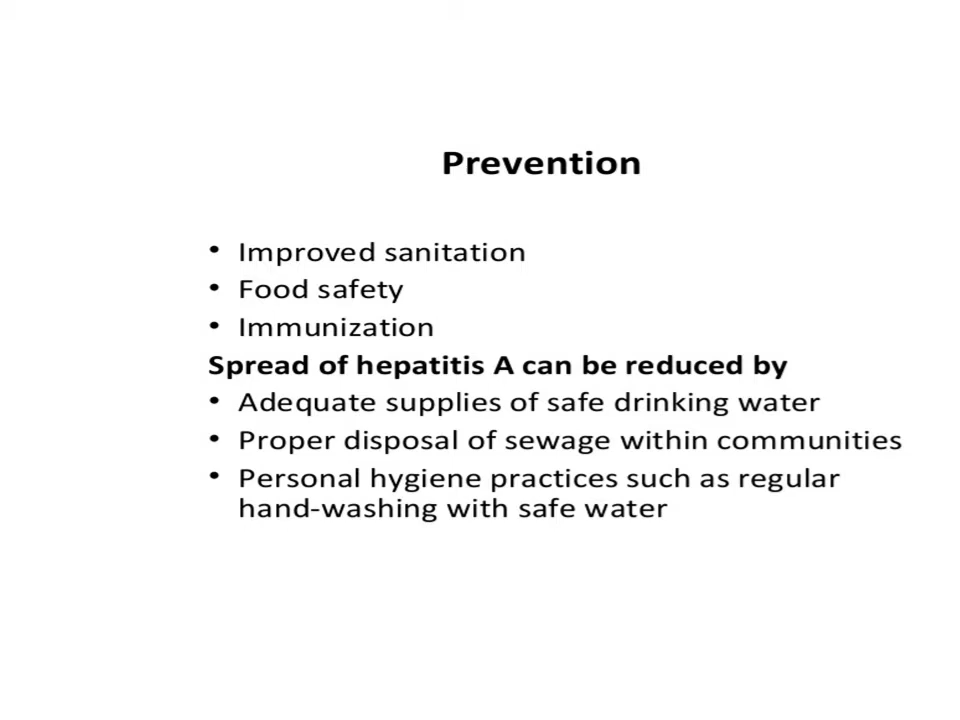 Prevention
• Improved sanitation
• Food safety
• Immunization
Spread of hepatitis A can be reduced by
• Adequate supplies of safe drinking water
• Proper disposal of sewage within communities
• Personal hygiene practices such as regular
hand-washing with safe water